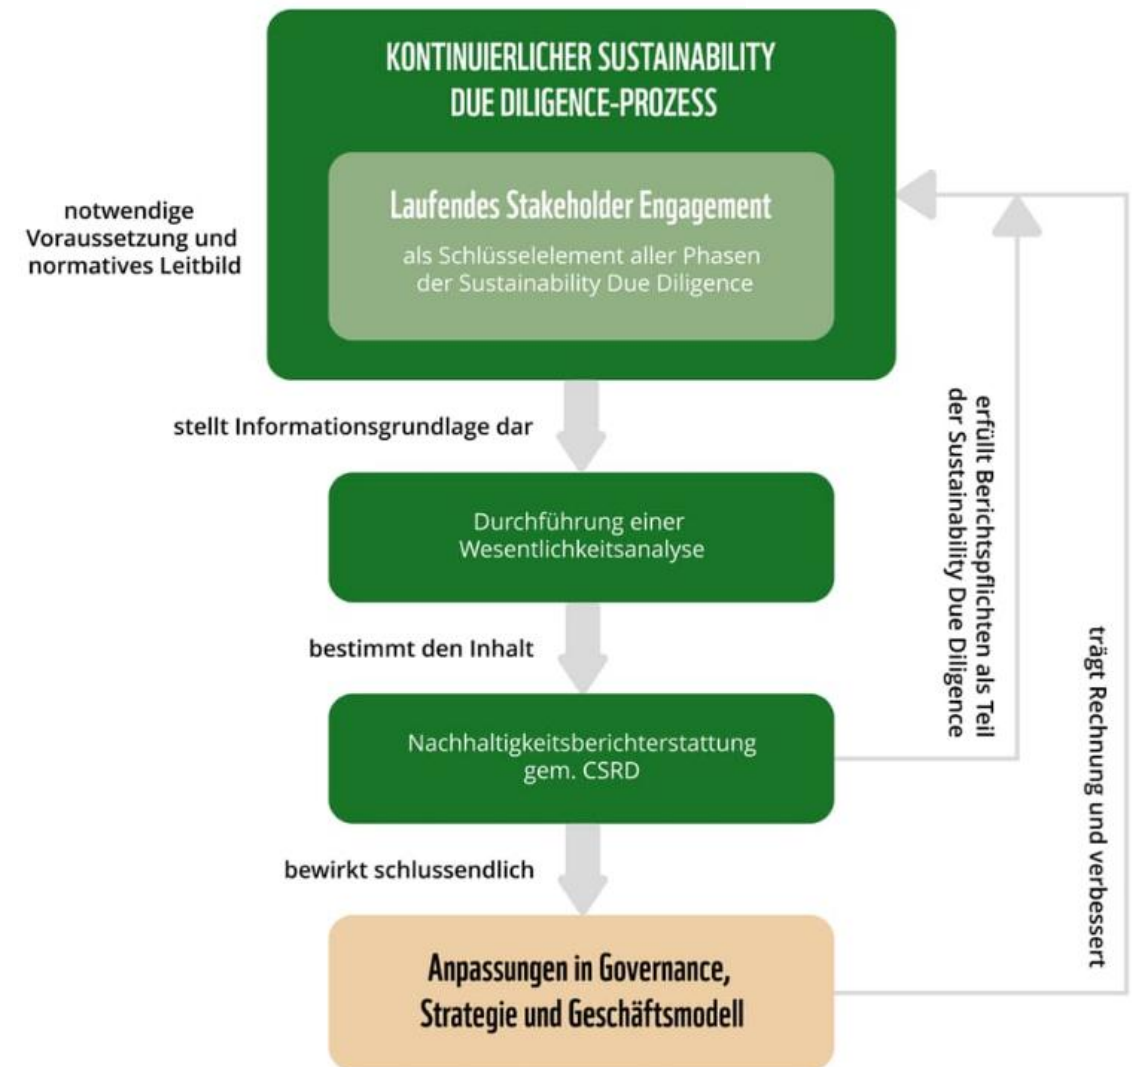 KONTINUIERLICHER SUSTAINABILITY
DUE DILIGENCE-PROZESS
Laufendes Stakeholder Engagement
als Schlüsselelement aller Phasen
der Sustainability Due Diligence
notwendige
Voraussetzung und
normatives Leitbild
stellt Informationsgrundlage dar
Durchführung einer
Wesentlichkeitsanalyse
bestimmt den Inhalt
Nachhaltigkeitsberichterstattung
gem. CSRD
bewirkt schlussendlich
Anpassungen in Governance,
Strategie und Geschäftsmodell
erfüllt Berichtspflichten als Teil
der Sustainability Due Diligence
trägt Rechnung und verbessert